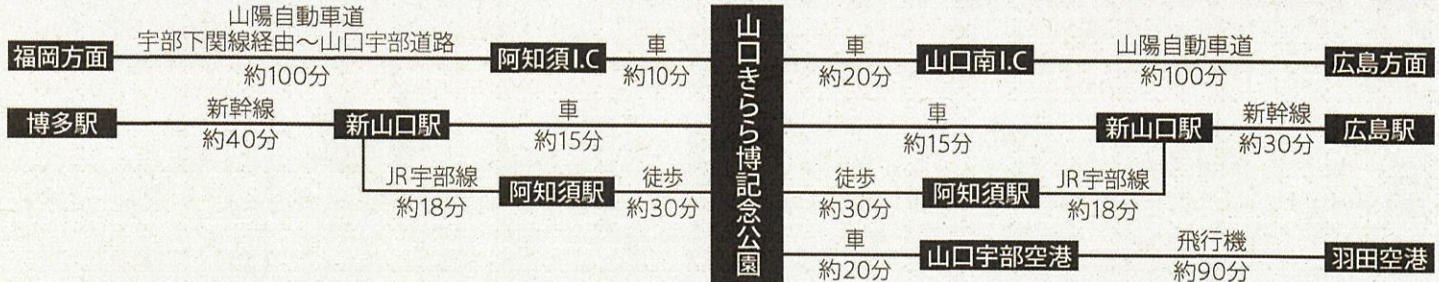 山陽自動車道
宇部下関線経由～山口宇部道路
福岡方面
約100分
阿知須I.C
車
約10分
博多駅
新幹線
約40分
新山口駅
車
約15分
JR宇部線
約18分
阿知須駅
徒歩
約30分
山口きらら博記念公園
車
約20分
山口南I.C
山陽自動車道
約100分
広島方面
車
約15分
新山口駅
新幹線
約30分
広島駅
徒歩
約30分
阿知須駅
JR宇部線
約18分
車
約20分
山口宇部空港
飛行機
約90分
羽田空港